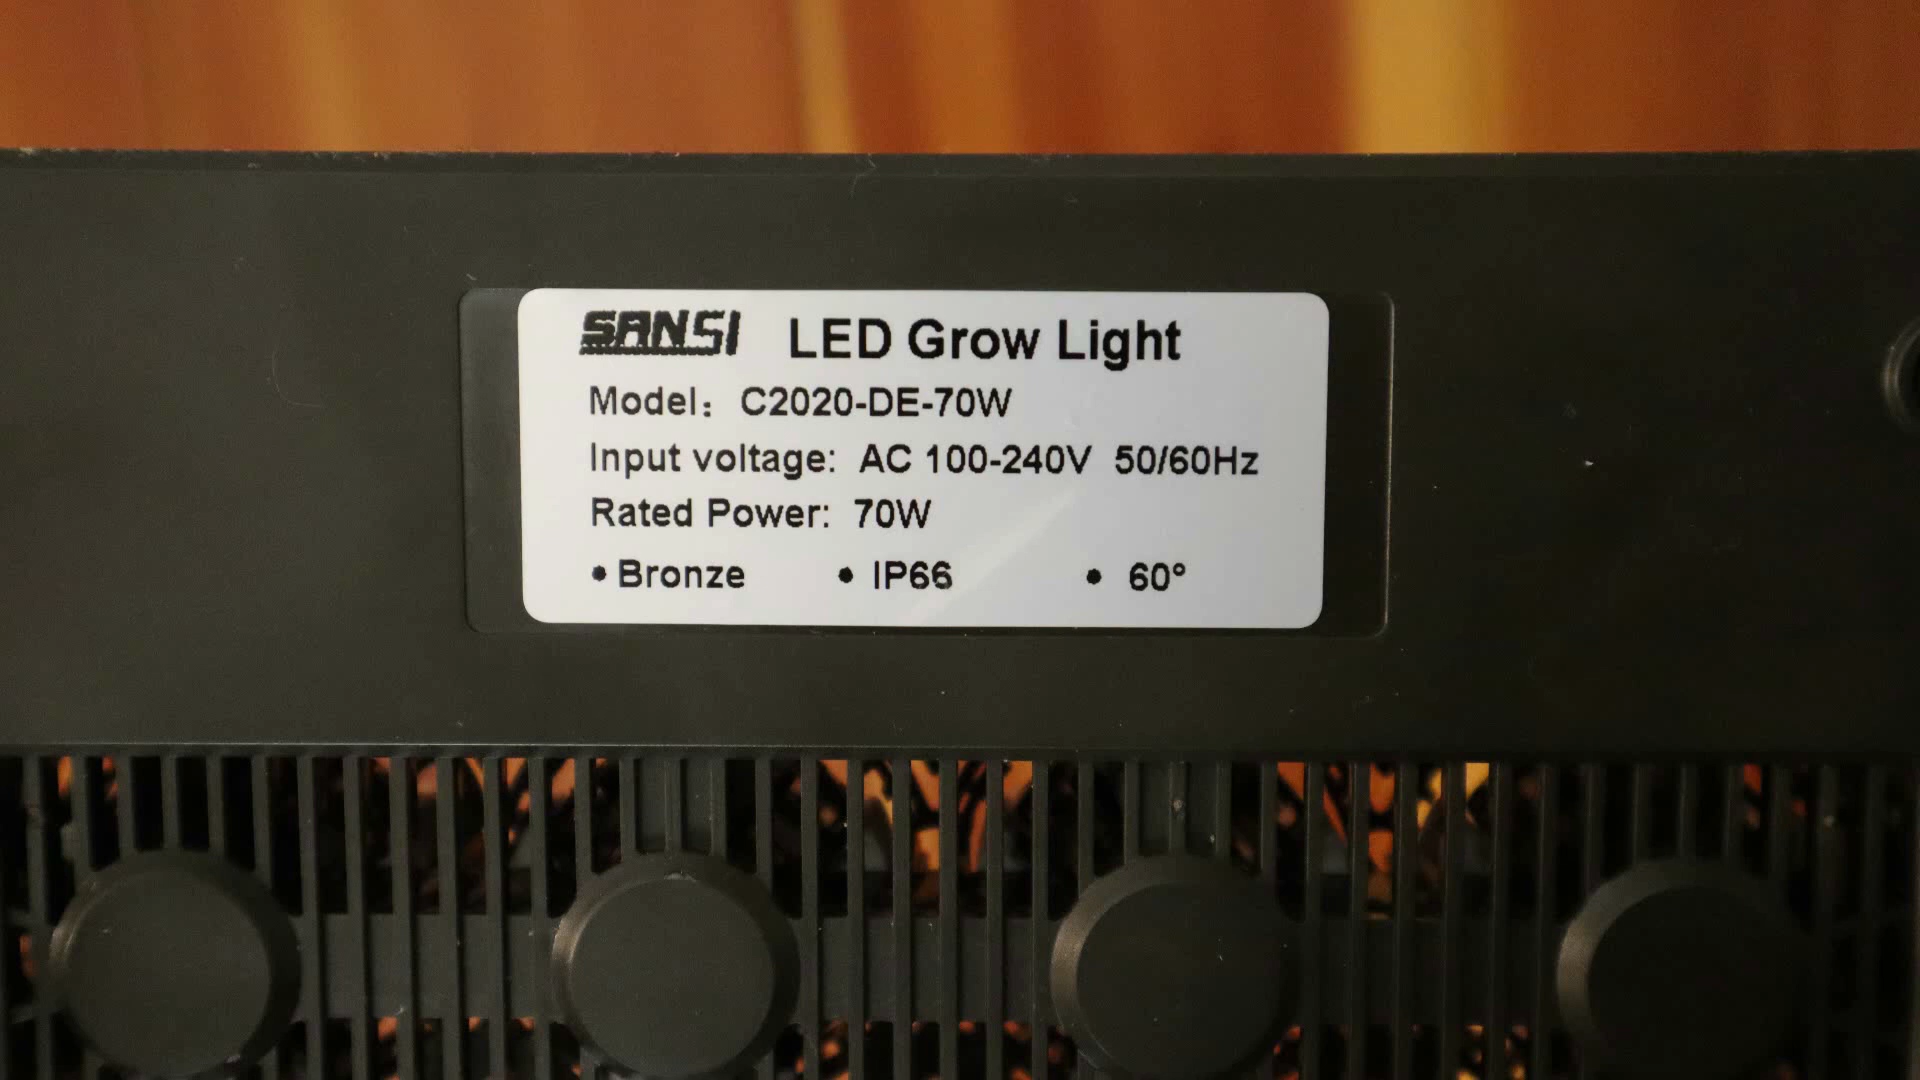 SANSI LED Grow Light
Model: C2020-DE-70W
Input voltage: AC 100-240V 50/60Hz
Rated Power: 70W
• Bronze • IP66 • 60°